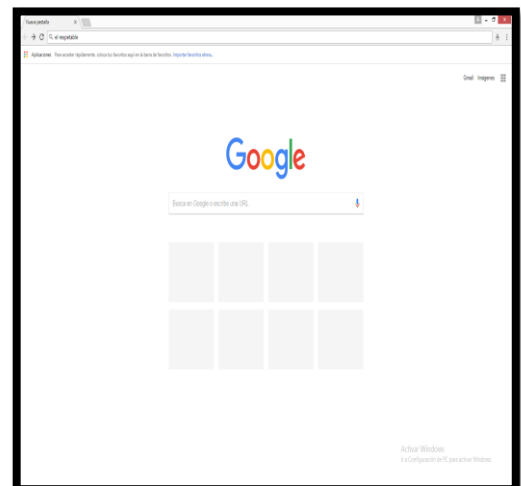 Nueva pestaña
el respetable
Aplicaciones Para acceder rápidamente, coloca tus favoritos aquí en la barra de favoritos. Importar favoritos ahora...
Gmail Imágenes
Google
Busca en Google o escribe una URL
Activar Windows
Ir a Configuración de PC para activar Windows.